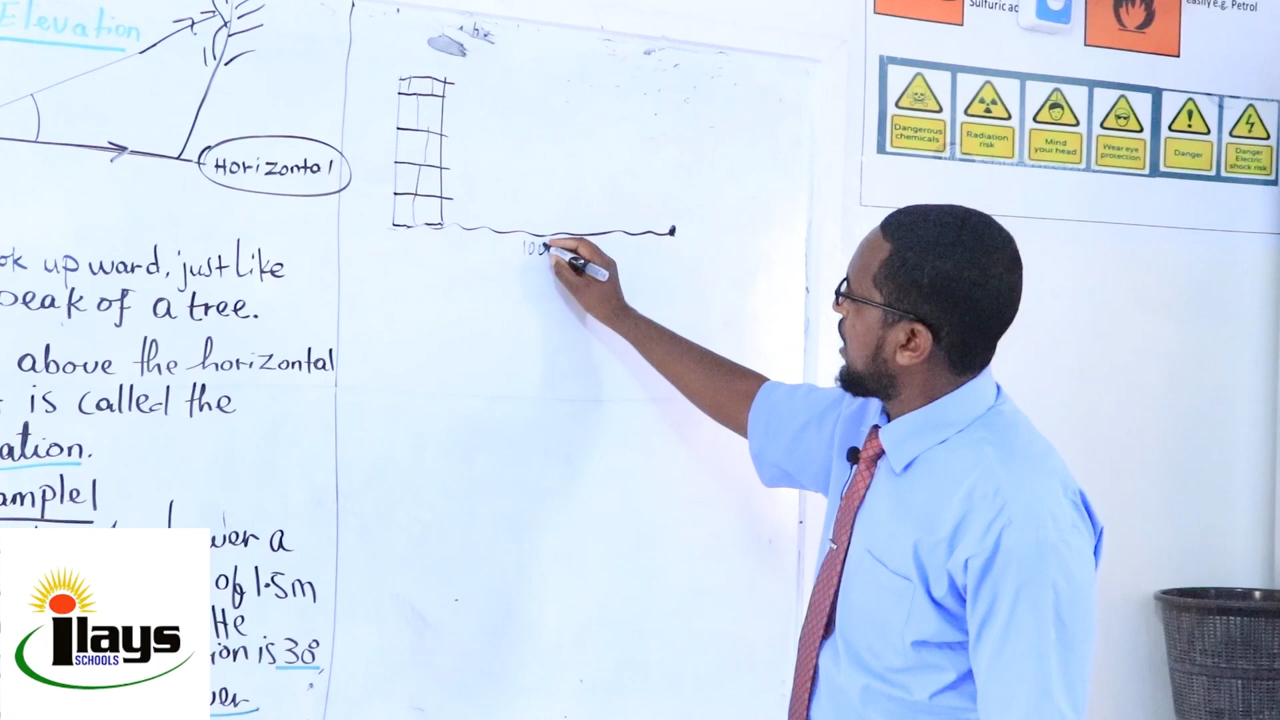 Elevation
Horizontal
ok upward, just like
peak of a tree.
above the horizontal
is called the
ation.
ample 1
wer a
of 1.5m
He
ion is 30°
wer
100
Sulfuric ac
easily e.g. Petrol
Dangerous chemicals
Radiation risk
Mind your head
Wear eye protection
Danger
Danger Electric shock risk
ilays
SCHOOLS